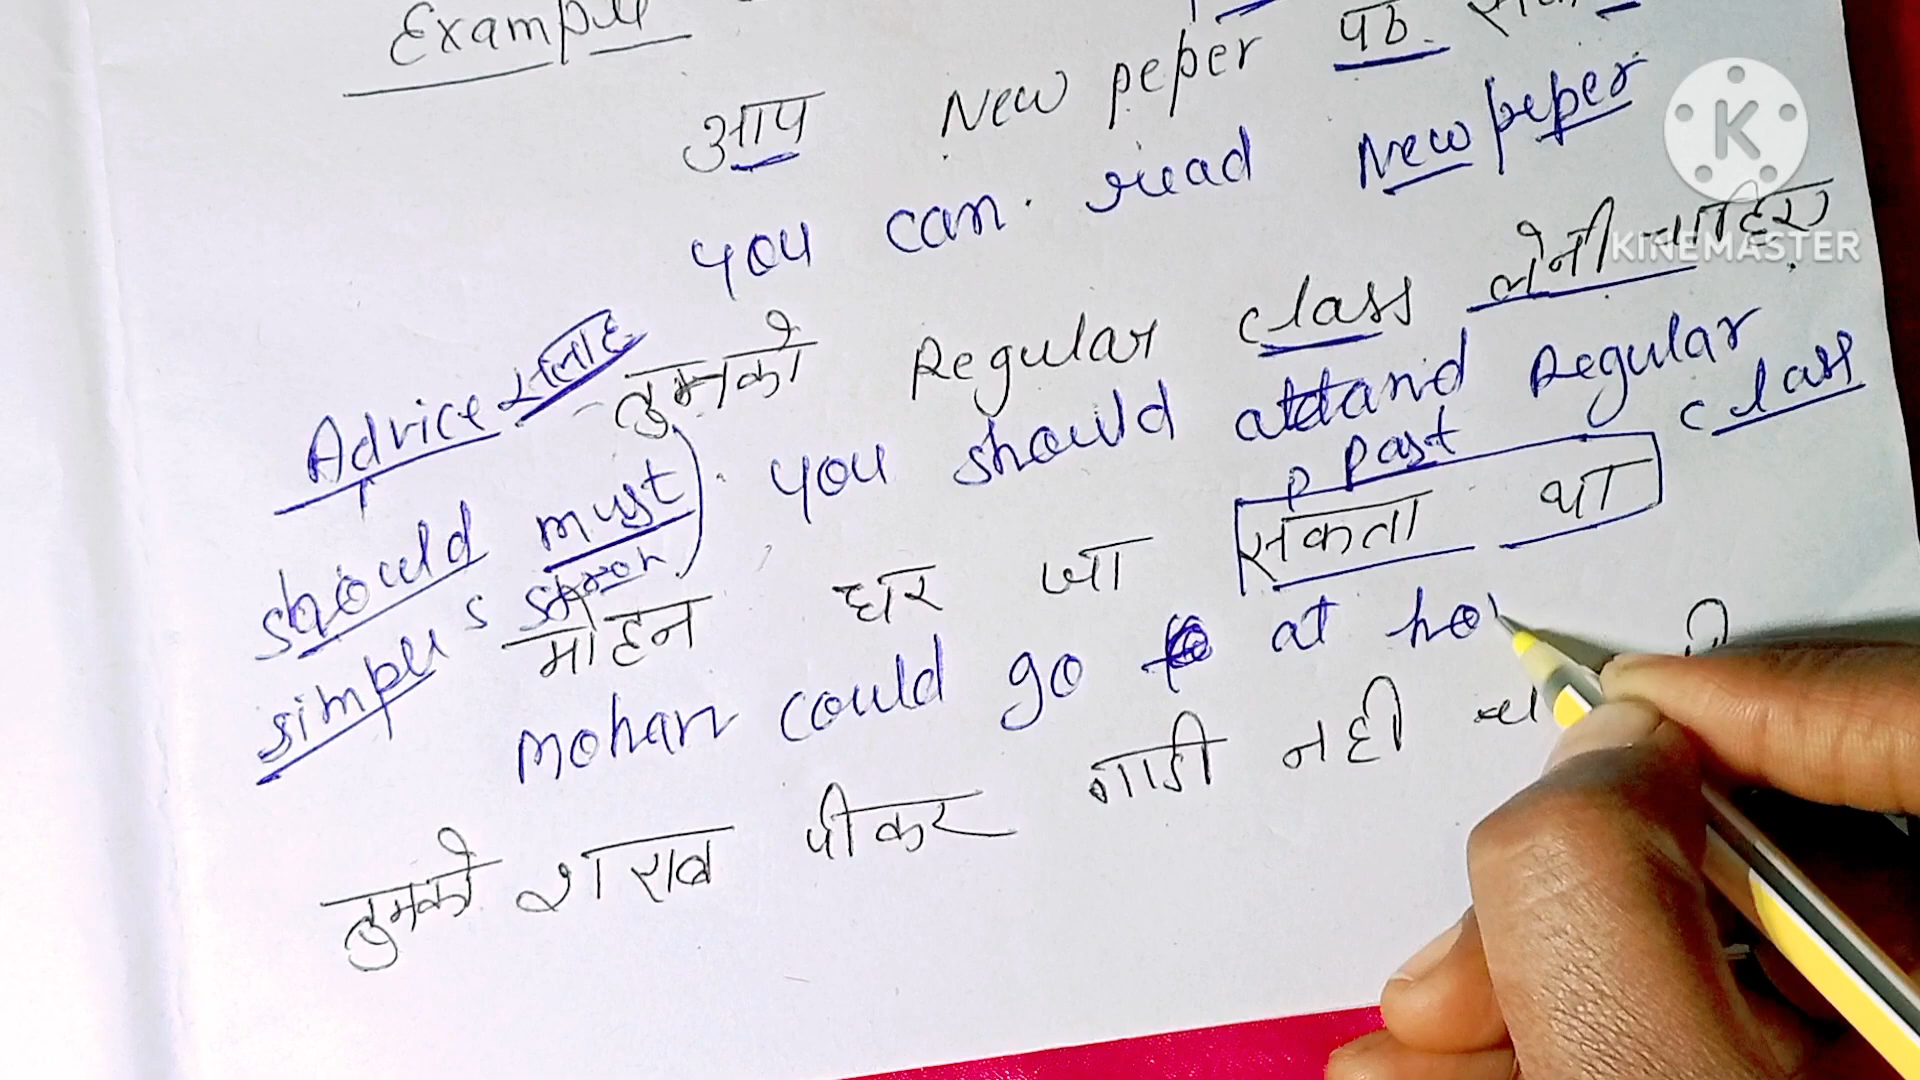 Example
आप New peper पढ
you can. read New peper
तुमको Regular class लेनी चाहिए
Advice सलाह
you should attand Regular class
should must
simple
Past
मोहन घर जा सकता था
mohan could go at ho
तुमको शराब पीकर गाडी नही
K
KINEMASTER